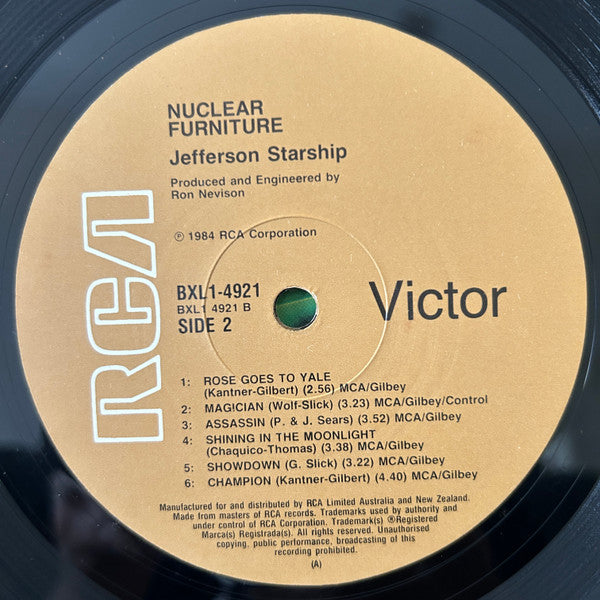 NUCLEAR
FURNITURE
Jefferson Starship
Produced and Engineered by
Ron Nevison
℗ 1984 RCA Corporation
RCA
BXL1-4921
BXL1 4921 B
SIDE 2
Victor
1: ROSE GOES TO YALE
(Kantner-Gilbert) (2.56) MCA/Gilbey
2: MAGICIAN (Wolf-Slick) (3.23) MCA/Gilbey/Control
3: ASSASSIN (P. & J. Sears) (3.52) MCA/Gilbey
4: SHINING IN THE MOONLIGHT
(Chaquico-Thomas) (3.38) MCA/Gilbey
5: SHOWDOWN (G. Slick) (3.22) MCA/Gilbey
6: CHAMPION (Kantner-Gilbert) (4.40) MCA/Gilbey
Manufactured for and distributed by RCA Limited Australia and New Zealand.
Made from masters of RCA records. Trademarks used by authority and
under control of RCA Corporation. Trademark(s) ®Registered
Marca(s) Registrada(s). All rights reserved. Unauthorised
copying, public performance, broadcasting of this
recording prohibited.
(A)